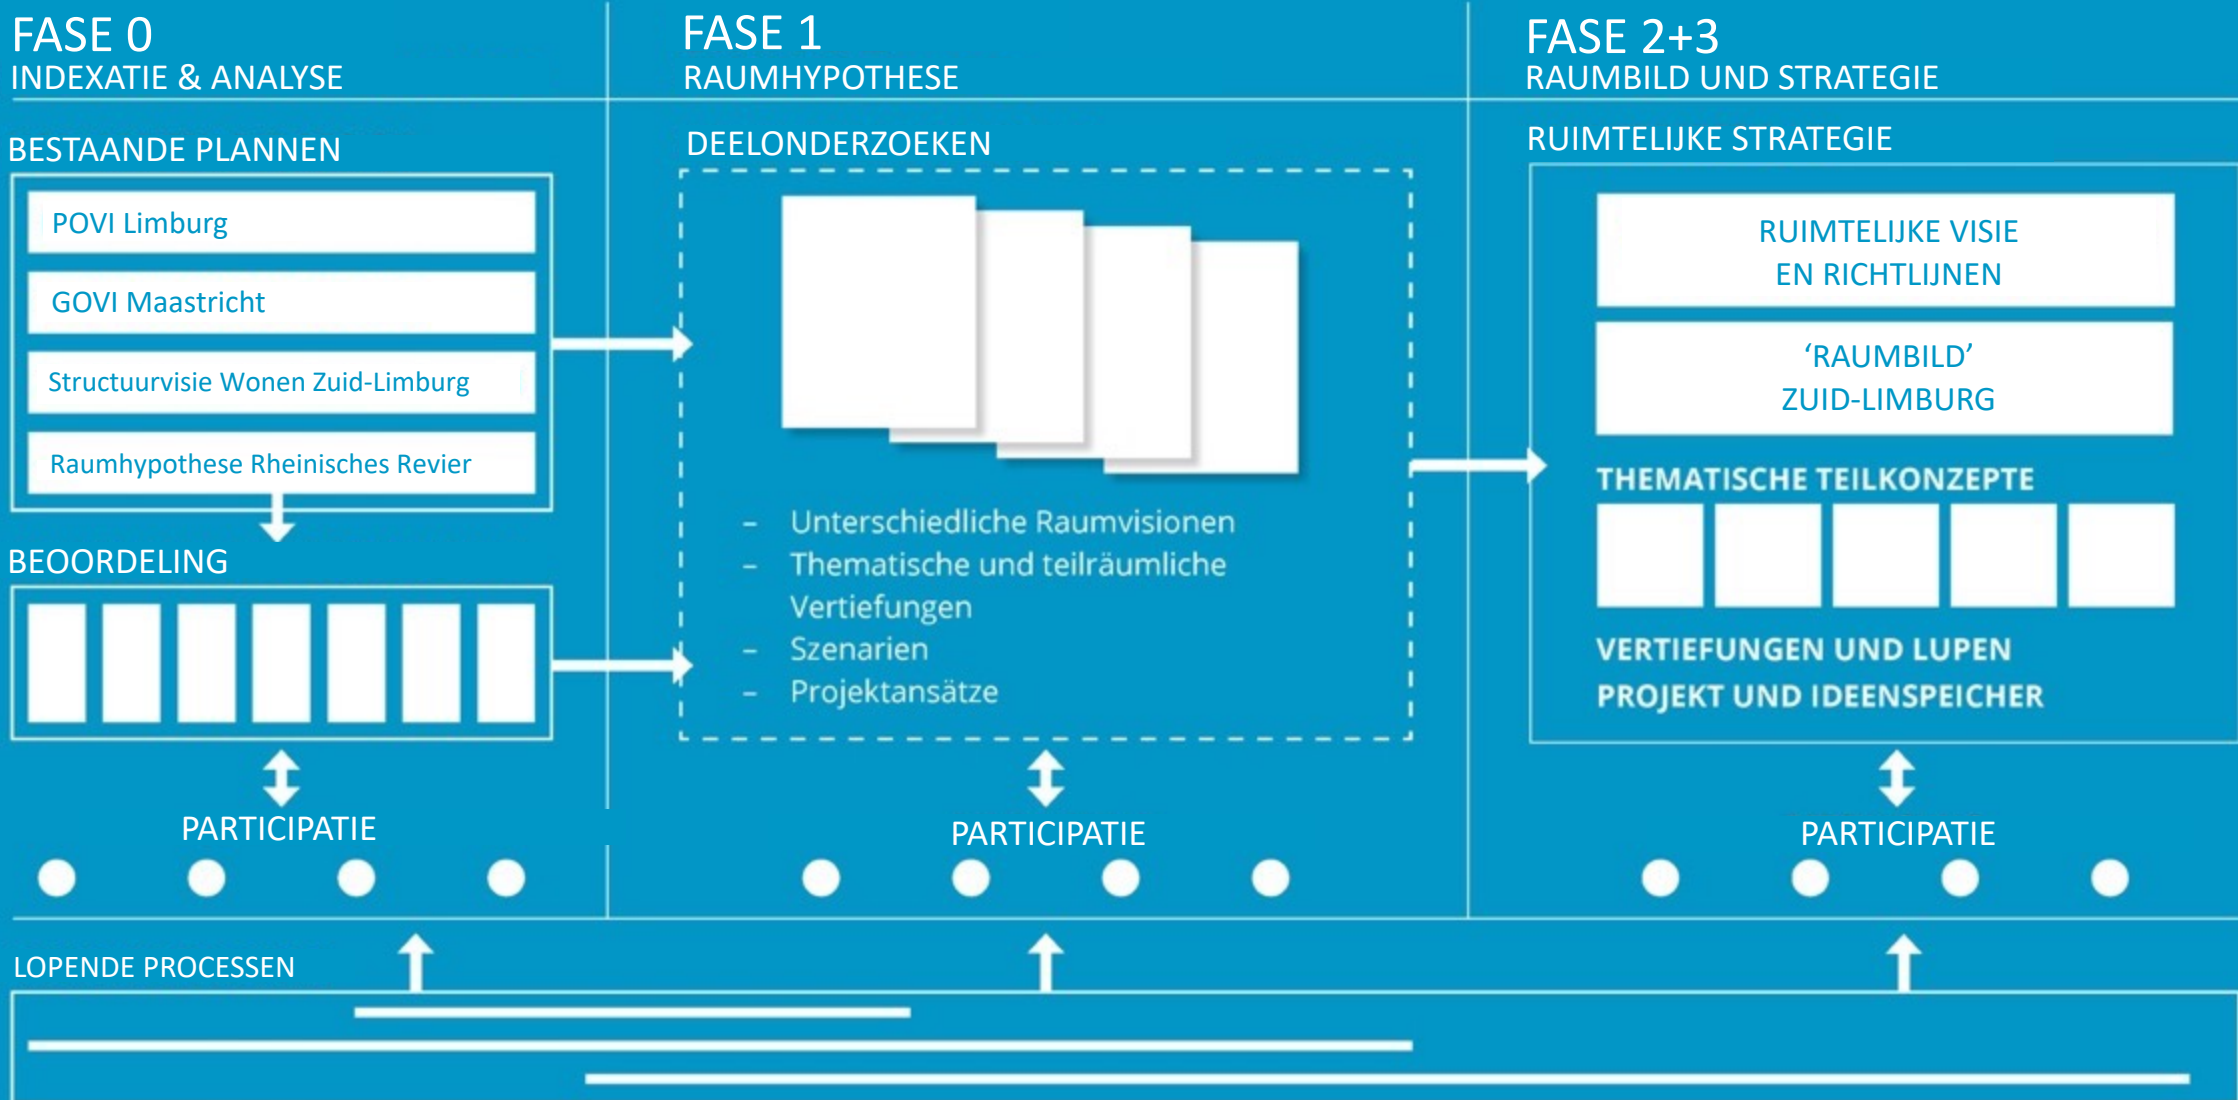 FASE 0
INDEXATIE & ANALYSE
BESTAANDE PLANNEN
POVI Limburg
GOVI Maastricht
Structuurvisie Wonen Zuid-Limburg
Raumhypothese Rheinisches Revier
BEOORDELING
PARTICIPATIE
FASE 1
RAUMHYPOTHESE
DEELONDERZOEKEN
– Unterschiedliche Raumvisionen
– Thematische und teilräumliche
Vertiefungen
– Szenarien
– Projektansätze
PARTICIPATIE
FASE 2+3
RAUMBILD UND STRATEGIE
RUIMTELIJKE STRATEGIE
RUIMTELIJKE VISIE
EN RICHTLIJNEN
‘RAUMBILD’
ZUID-LIMBURG
THEMATISCHE TEILKONZEPTE
VERTIEFUNGEN UND LUPEN
PROJEKT UND IDEENSPEICHER
PARTICIPATIE
LOPENDE PROCESSEN